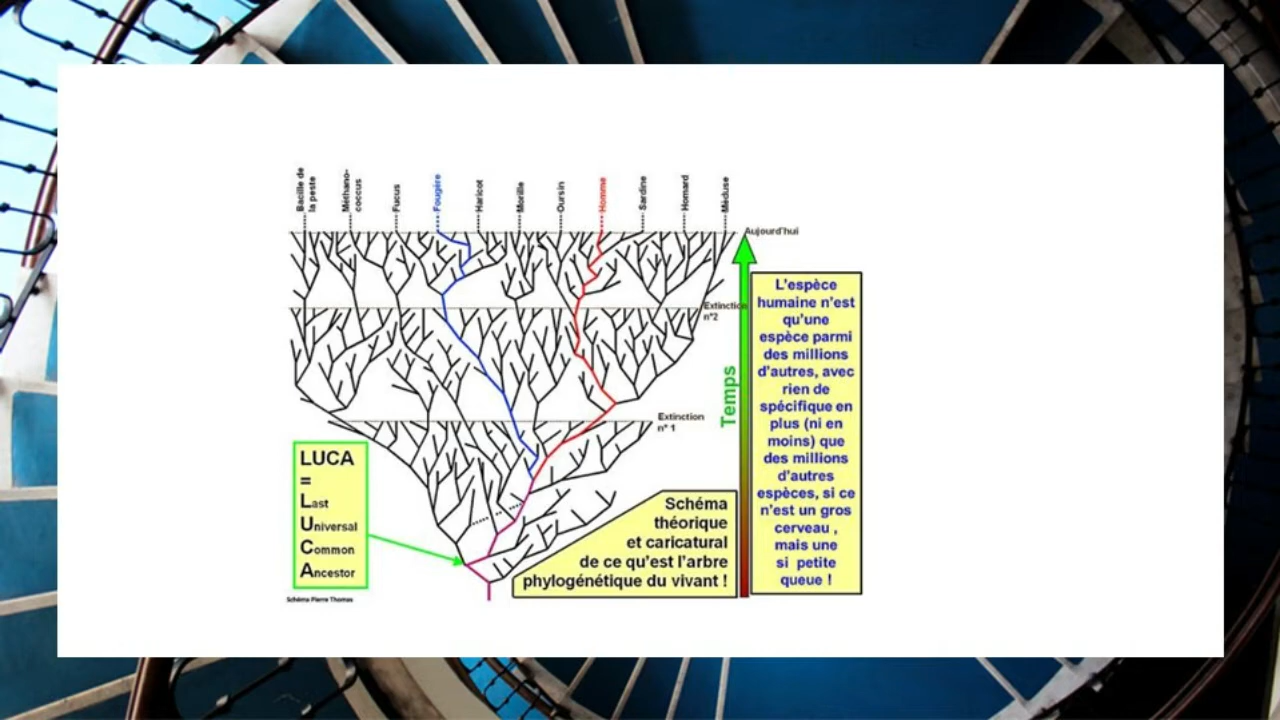 Bacille de
la peste
Méthano-
coccus
Fucus
Fougère
Haricot
Morille
Oursin
Homme
Sardine
Homard
Méduse
Aujourd'hui
Extinction
n°2
Extinction
n° 1
Temps
L'espèce
humaine n'est
qu'une
espèce parmi
des millions
d'autres, avec
rien de
spécifique en
plus (ni en
moins) que
des millions
d'autres
espèces, si ce
n'est un gros
cerveau ,
mais une
si petite
queue !
LUCA
=
Last
Universal
Common
Ancestor
Schéma
théorique
et caricatural
de ce qu'est l'arbre
phylogénétique du vivant !
Schéma Pierre Thomas